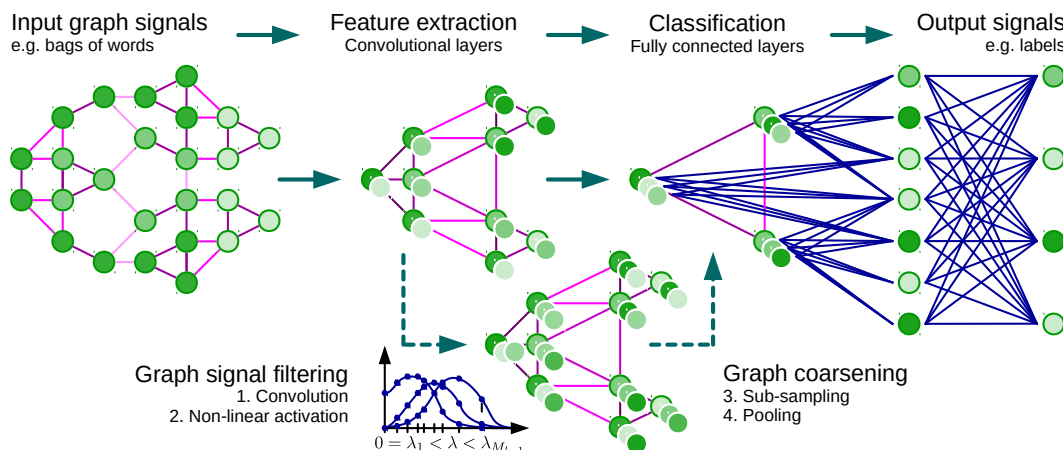 Input graph signals
e.g. bags of words
Feature extraction
Convolutional layers
Classification
Fully connected layers
Output signals
e.g. labels
Graph signal filtering
1. Convolution
2. Non-linear activation
0 = λ₁ < λ < λ
Graph coarsening
3. Sub-sampling
4. Pooling